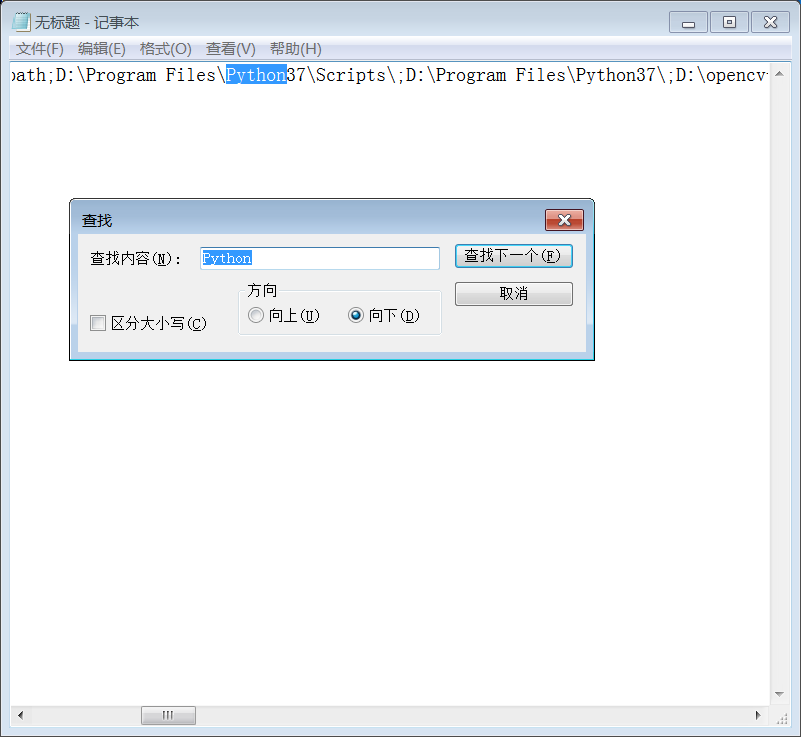 无标题 - 记事本
文件(F) 编辑(E) 格式(O) 查看(V) 帮助(H)
path;D:\Program Files\Python37\Scripts\;D:\Program Files\Python37\;D:\opencv
查找
查找内容(N): Python 查找下一个(F)
方向 取消
区分大小写(C) 向上(U) 向下(D)